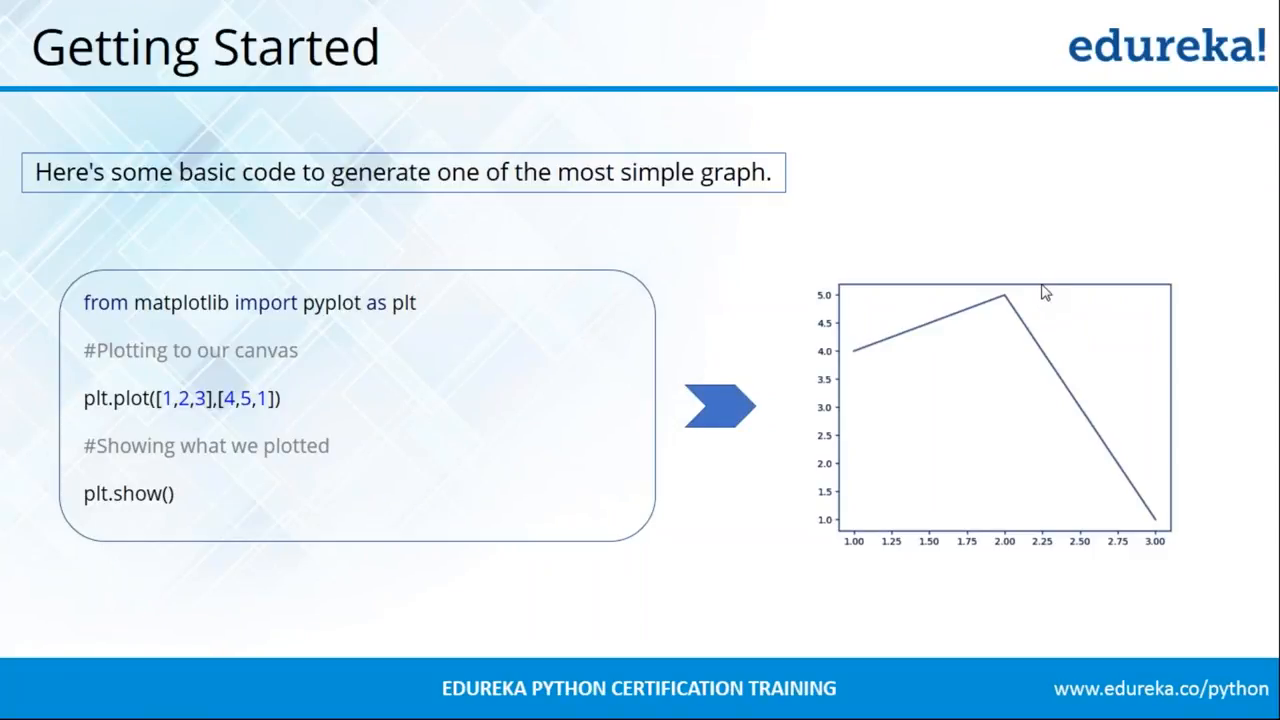 Getting Started
edureka!
Here's some basic code to generate one of the most simple graph.
from matplotlib import pyplot as plt
#Plotting to our canvas
plt.plot([1,2,3],[4,5,1])
#Showing what we plotted
plt.show()
5.0
4.5
4.0
3.5
3.0
2.5
2.0
1.5
1.0
1.00 1.25 1.50 1.75 2.00 2.25 2.50 2.75 3.00
EDUREKA PYTHON CERTIFICATION TRAINING
www.edureka.co/python